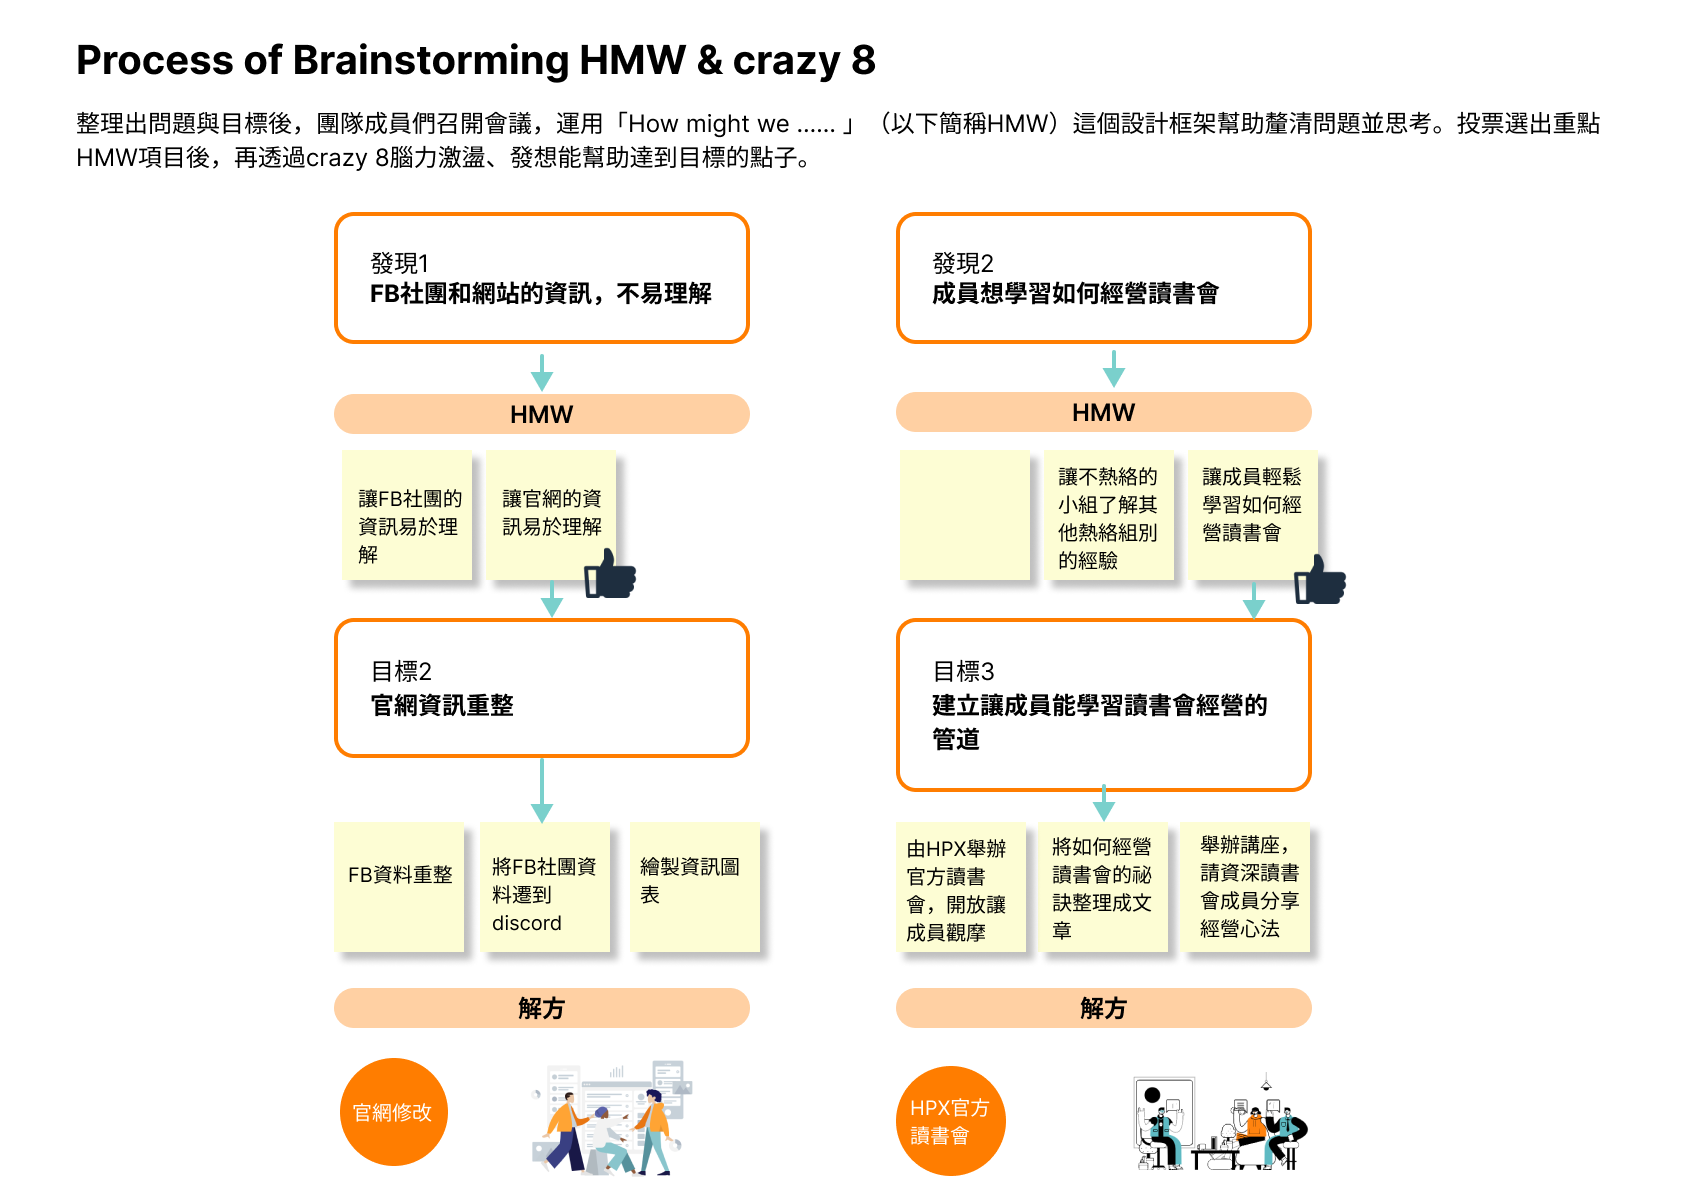 Process of Brainstorming HMW & crazy 8
整理出問題與目標後，團隊成員們召開會議，運用「How might we ...... 」（以下簡稱HMW）這個設計框架幫助釐清問題並思考。投票選出重點
HMW項目後，再透過crazy 8腦力激盪、發想能幫助達到目標的點子。
發現1
FB社團和網站的資訊，不易理解
HMW
讓FB社團的
資訊易於理
解
讓官網的資
訊易於理解
目標2
官網資訊重整
FB資料重整
將FB社團資
料遷到
discord
繪製資訊圖
表
解方
官網修改
發現2
成員想學習如何經營讀書會
HMW
讓不熱絡的
小組了解其
他熱絡組別
的經驗
讓成員輕鬆
學習如何經
營讀書會
目標3
建立讓成員能學習讀書會經營的
管道
由HPX舉辦
官方讀書
會，開放讓
成員觀摩
將如何經營
讀書會的祕
訣整理成文
章
舉辦講座，
請資深讀書
會成員分享
經營心法
解方
HPX官方
讀書會